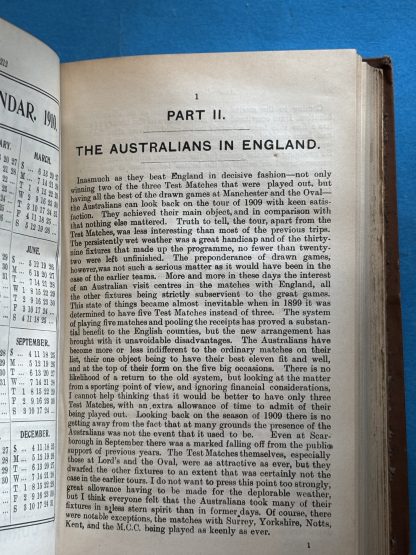 213
NDAR, 1910.
MARCH.
JUNE.
SEPTEMBER.
DECEMBER.
1
PART II.
THE AUSTRALIANS IN ENGLAND.
Inasmuch as they beat England in decisive fashion—not only
winning two of the three Test Matches that were played out, but
having all the best of the drawn games at Manchester and the Oval—
the Australians can look back on the tour of 1909 with keen satis-
faction. They achieved their main object, and in comparison with
that nothing else mattered. Truth to tell, the tour, apart from the
Test Matches, was less interesting than most of the previous trips.
The persistently wet weather was a great handicap and of the thirty-
nine fixtures that made up the programme, no fewer than twenty-
two were left unfinished. The preponderance of drawn games,
however, was not such a serious matter as it would have been in the
case of the earlier teams. More and more in these days the interest
of an Australian visit centres in the matches with England, all
the other fixtures being strictly subservient to the great games.
This state of things became almost inevitable when in 1899 it was
determined to have five Test Matches instead of three. The system
of playing five matches and pooling the receipts has proved a substan-
tial benefit to the English counties, but the new arrangement has
brought with it unavoidable disadvantages. The Australians have
become more or less indifferent to the ordinary matches on their
list, their one object being to have their best eleven fit and well,
and at the top of their form on the five big occasions. There is no
likelihood of a return to the old system, but looking at the matter
from a sporting point of view, and ignoring financial considerations,
I cannot help thinking that it would be better to have only three
Test Matches, with an extra allowance of time to admit of their
being played out. Looking back on the season of 1909 there is no
getting away from the fact that at many grounds the presence of the
Australians was not the event that it used to be. Even at Scar-
borough in September there was a marked falling off from the public
support of previous years. The Test Matches themselves, especially
those at Lord's and the Oval, were as attractive as ever, but they
dwarfed the other fixtures to an extent that was certainly not the
case in the earlier tours. I do not want to press this point too strongly,
great allowance having to be made for the deplorable weather,
but I think everyone felt that the Australians took many of their
fixtures in a less stern spirit than in former days. Of course, there
were notable exceptions, the matches with Surrey, Yorkshire, Notts,
Kent, and the M.C.C. being played as keenly as ever.
1